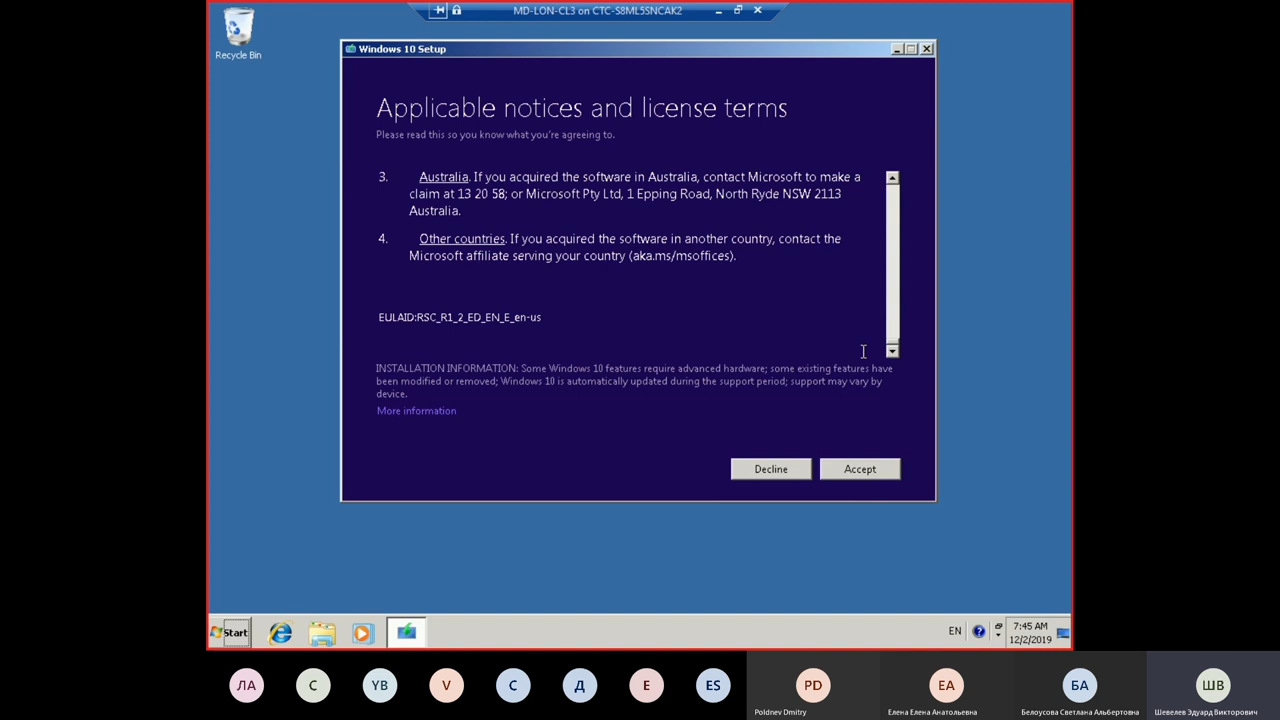 MD-LON-CL3 on CTC-S8ML5SNCAK2
Recycle Bin
Windows 10 Setup
Applicable notices and license terms
Please read this so you know what you're agreeing to.
3. Australia. If you acquired the software in Australia, contact Microsoft to make a
claim at 13 20 58; or Microsoft Pty Ltd, 1 Epping Road, North Ryde NSW 2113
Australia.
4. Other countries. If you acquired the software in another country, contact the
Microsoft affiliate serving your country (aka.ms/msoffices).
EULAID:RSC_R1_2_ED_EN_E_en-us
INSTALLATION INFORMATION: Some Windows 10 features require advanced hardware; some existing features have
been modified or removed; Windows 10 is automatically updated during the support period; support may vary by
device.
More information
Decline Accept
Start EN 7:45 AM
12/2/2019
ЛА С YB V С Д Е ES PD ЕА БА ШВ
Poldnev Dmitry Елена Елена Анатольевна Белоусова Светлана Альбертовна Шевелев Эдуард Викторович